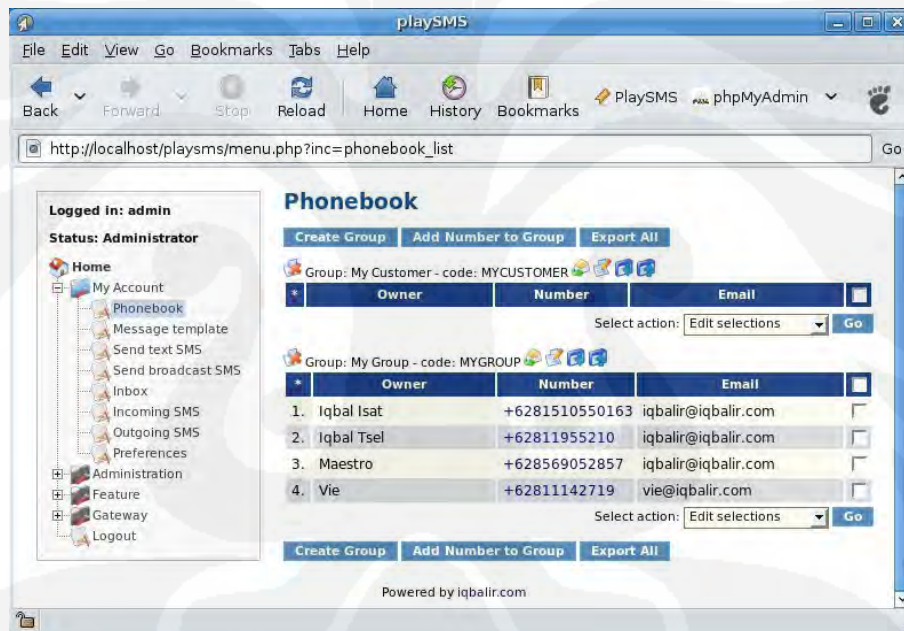 playSMS
File Edit View Go Bookmarks Tabs Help
Back Forward Stop Reload Home History Bookmarks PlaySMS phpMyAdmin
http://localhost/playsms/menu.php?inc=phonebook_list Go
Logged in: admin
Status: Administrator
Home
My Account
Phonebook
Message template
Send text SMS
Send broadcast SMS
Inbox
Incoming SMS
Outgoing SMS
Preferences
Administration
Feature
Gateway
Logout
Phonebook
Create Group Add Number to Group Export All
Group: My Customer - code: MYCUSTOMER
* Owner Number Email
Select action: Edit selections Go
Group: My Group - code: MYGROUP
* Owner Number Email
1. Iqbal Isat +6281510550163 iqbalir@iqbalir.com
2. Iqbal Tsel +62811955210 iqbalir@iqbalir.com
3. Maestro +628569052857 iqbalir@iqbalir.com
4. Vie +62811142719 vie@iqbalir.com
Select action: Edit selections Go
Create Group Add Number to Group Export All
Powered by iqbalir.com